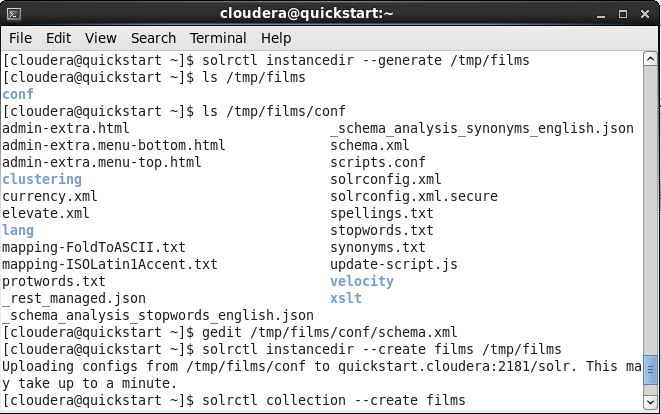 cloudera@quickstart:~
File Edit View Search Terminal Help
[cloudera@quickstart ~]$ solrctl instancedir --generate /tmp/films
[cloudera@quickstart ~]$ ls /tmp/films
conf
[cloudera@quickstart ~]$ ls /tmp/films/conf
admin-extra.html _schema_analysis_synonyms_english.json
admin-extra.menu-bottom.html schema.xml
admin-extra.menu-top.html scripts.conf
clustering solrconfig.xml
currency.xml solrconfig.xml.secure
elevate.xml spellings.txt
lang stopwords.txt
mapping-FoldToASCII.txt synonyms.txt
mapping-ISOLatin1Accent.txt update-script.js
protwords.txt velocity
_rest_managed.json xslt
_schema_analysis_stopwords_english.json
[cloudera@quickstart ~]$ gedit /tmp/films/conf/schema.xml
[cloudera@quickstart ~]$ solrctl instancedir --create films /tmp/films
Uploading configs from /tmp/films/conf to quickstart.cloudera:2181/solr. This ma
y take up to a minute.
[cloudera@quickstart ~]$ solrctl collection --create films